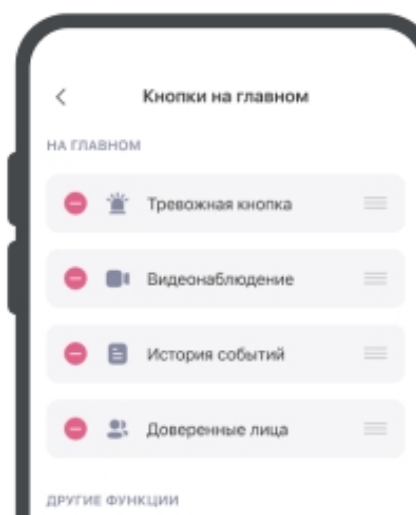 Кнопки на главном
НА ГЛАВНОМ
Тревожная кнопка
Видеонаблюдение
История событий
Доверенные лица
ДРУГИЕ ФУНКЦИИ